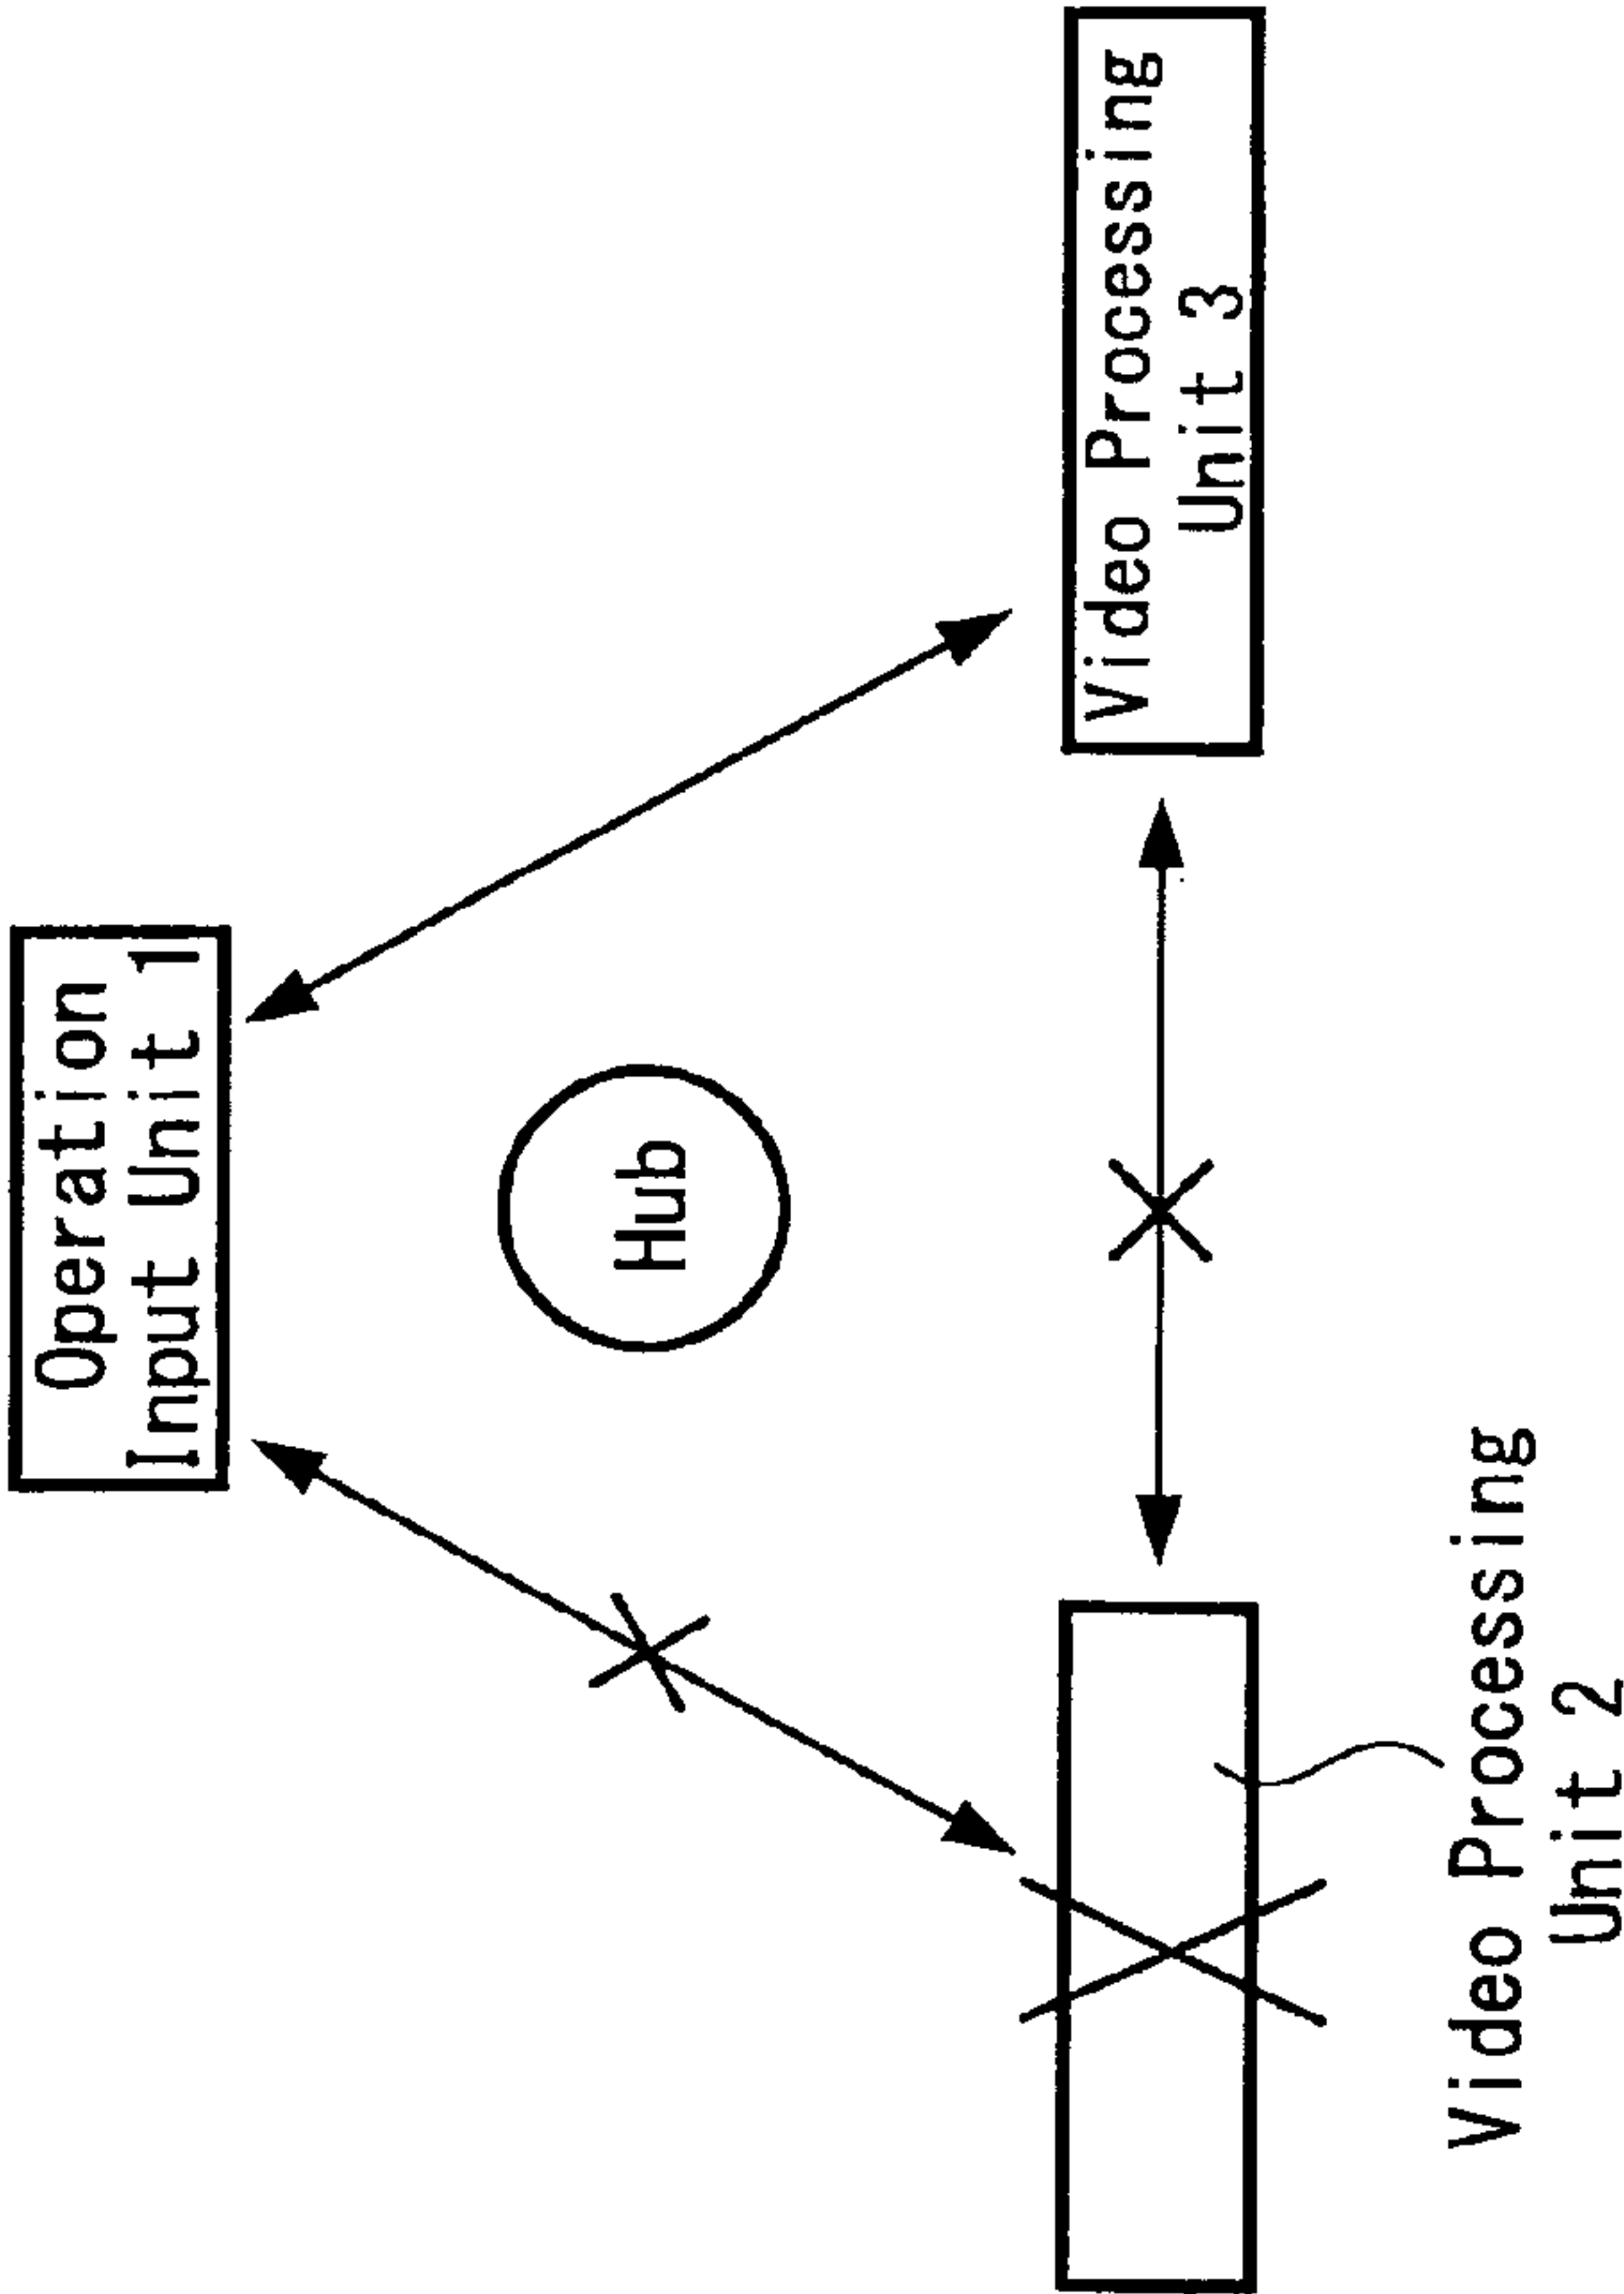 Operation
Input Unit 1
Hub
Video Processing
Unit 2
Video Processing
Unit 3